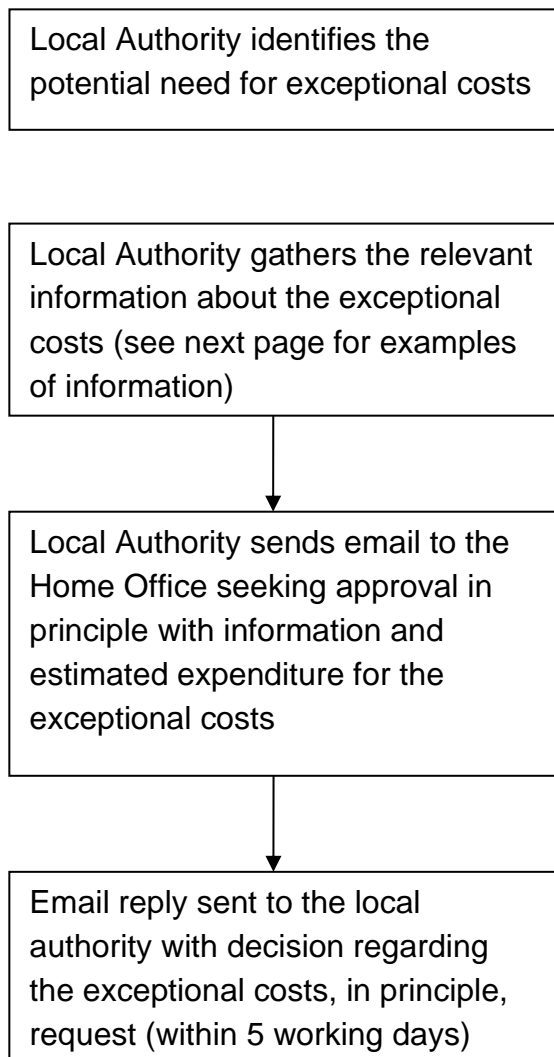 Local Authority identifies the
potential need for exceptional costs
Local Authority gathers the relevant
information about the exceptional
costs (see next page for examples
of information)
Local Authority sends email to the
Home Office seeking approval in
principle with information and
estimated expenditure for the
exceptional costs
Email reply sent to the local
authority with decision regarding
the exceptional costs, in principle,
request (within 5 working days)